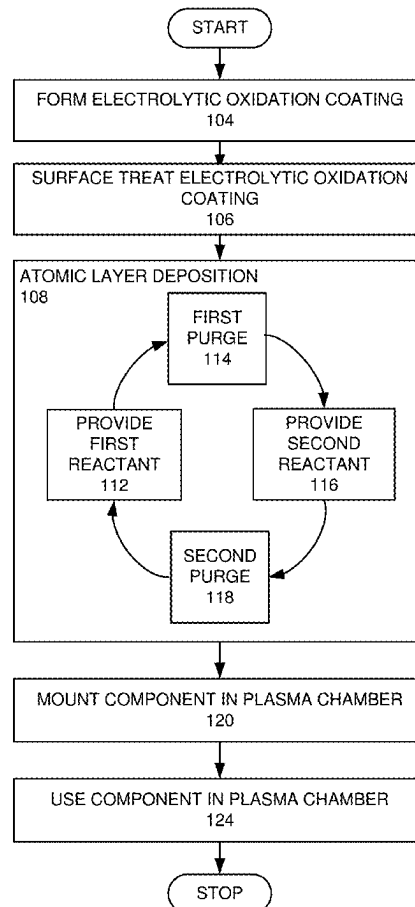 START
FORM ELECTROLYTIC OXIDATION COATING
104
SURFACE TREAT ELECTROLYTIC OXIDATION
COATING
106
ATOMIC LAYER DEPOSITION
108
FIRST
PURGE
114
PROVIDE
FIRST
REACTANT
112
PROVIDE
SECOND
REACTANT
116
SECOND
PURGE
118
MOUNT COMPONENT IN PLASMA CHAMBER
120
USE COMPONENT IN PLASMA CHAMBER
124
STOP